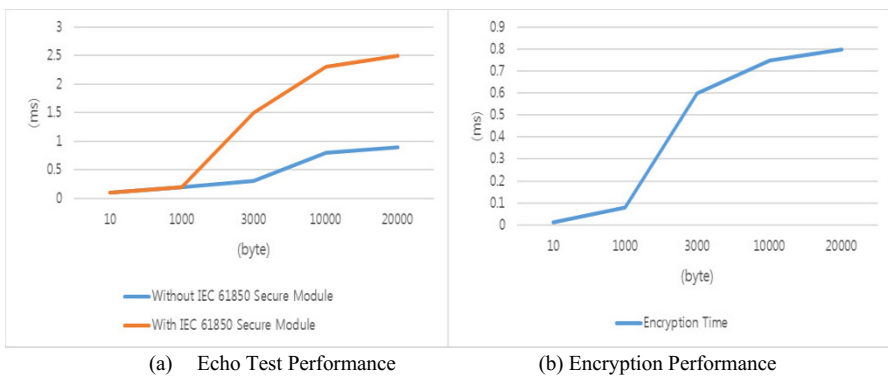 3
2.5
2
1.5
1
0.5
0
(ms)
10 1000 3000 10000 20000
(byte)
Without IEC 61850 Secure Module
With IEC 61850 Secure Module
(a) Echo Test Performance
0.9
0.8
0.7
0.6
0.5
0.4
0.3
0.2
0.1
0
(ms)
10 1000 3000 10000 20000
(byte)
Encryption Time
(b) Encryption Performance